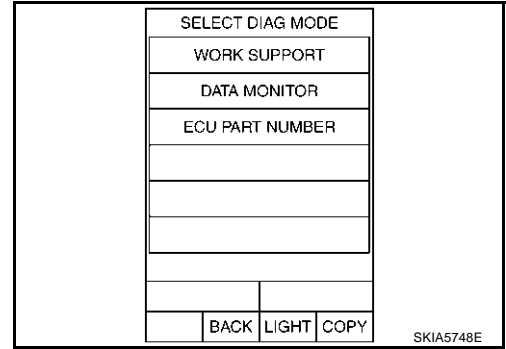 SELECT DIAG MODE
WORK SUPPORT
DATA MONITOR
ECU PART NUMBER
BACK LIGHT COPY
SKIA5748E